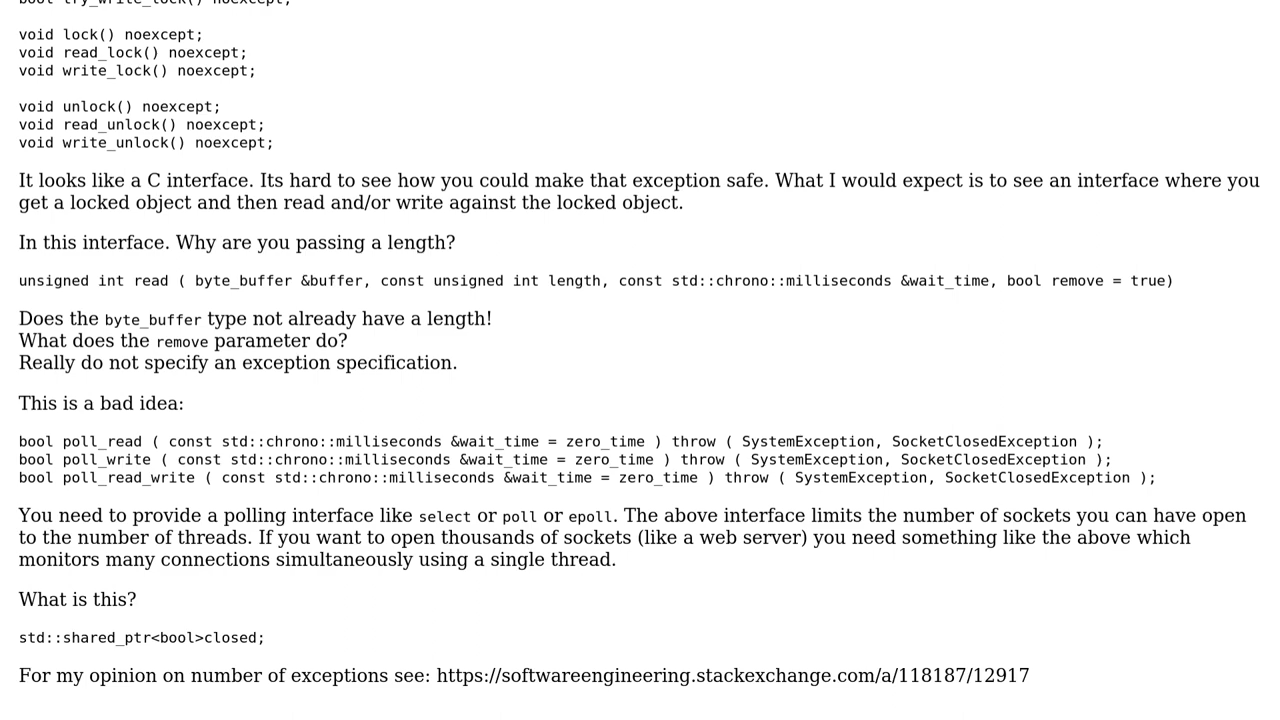 bool try_write_lock() noexcept;
void lock() noexcept;
void read_lock() noexcept;
void write_lock() noexcept;
void unlock() noexcept;
void read_unlock() noexcept;
void write_unlock() noexcept;
It looks like a C interface. Its hard to see how you could make that exception safe. What I would expect is to see an interface where you
get a locked object and then read and/or write against the locked object.
In this interface. Why are you passing a length?
unsigned int read ( byte_buffer &buffer, const unsigned int length, const std::chrono::milliseconds &wait_time, bool remove = true)
Does the byte_buffer type not already have a length!
What does the remove parameter do?
Really do not specify an exception specification.
This is a bad idea:
bool poll_read ( const std::chrono::milliseconds &wait_time = zero_time ) throw ( SystemException, SocketClosedException );
bool poll_write ( const std::chrono::milliseconds &wait_time = zero_time ) throw ( SystemException, SocketClosedException );
bool poll_read_write ( const std::chrono::milliseconds &wait_time = zero_time ) throw ( SystemException, SocketClosedException );
You need to provide a polling interface like select or poll or epoll. The above interface limits the number of sockets you can have open
to the number of threads. If you want to open thousands of sockets (like a web server) you need something like the above which
monitors many connections simultaneously using a single thread.
What is this?
std::shared_ptr<bool>closed;
For my opinion on number of exceptions see: https://softwareengineering.stackexchange.com/a/118187/12917